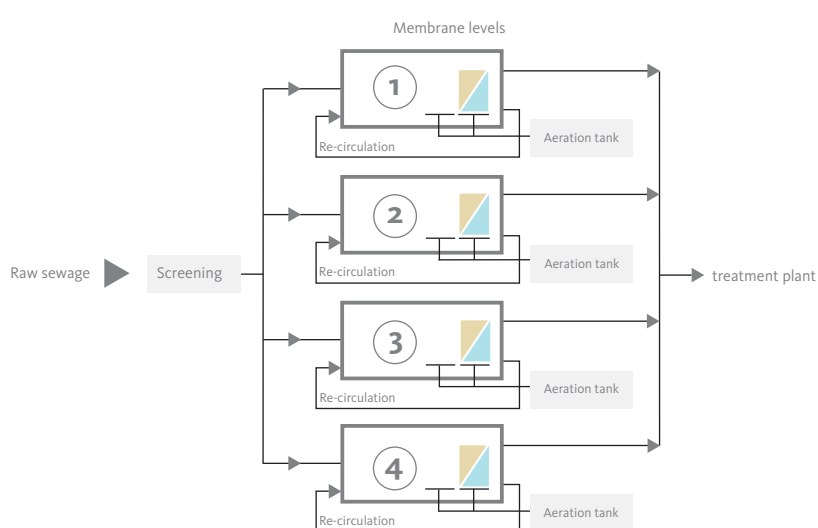 Membrane levels
1
Aeration tank
Re-circulation
2
Aeration tank
Re-circulation
Raw sewage
Screening
treatment plant
3
Aeration tank
Re-circulation
4
Aeration tank
Re-circulation